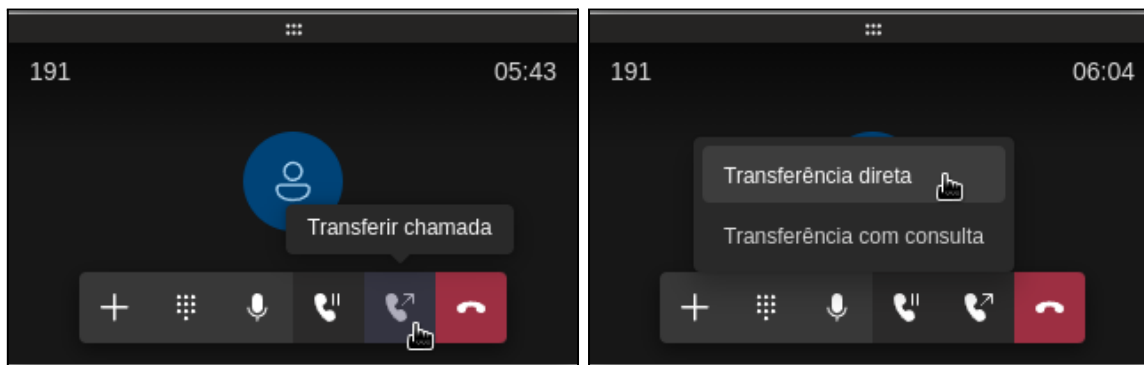 191
05:43
Transferir chamada
191
06:04
Transferência direta
Transferência com consulta